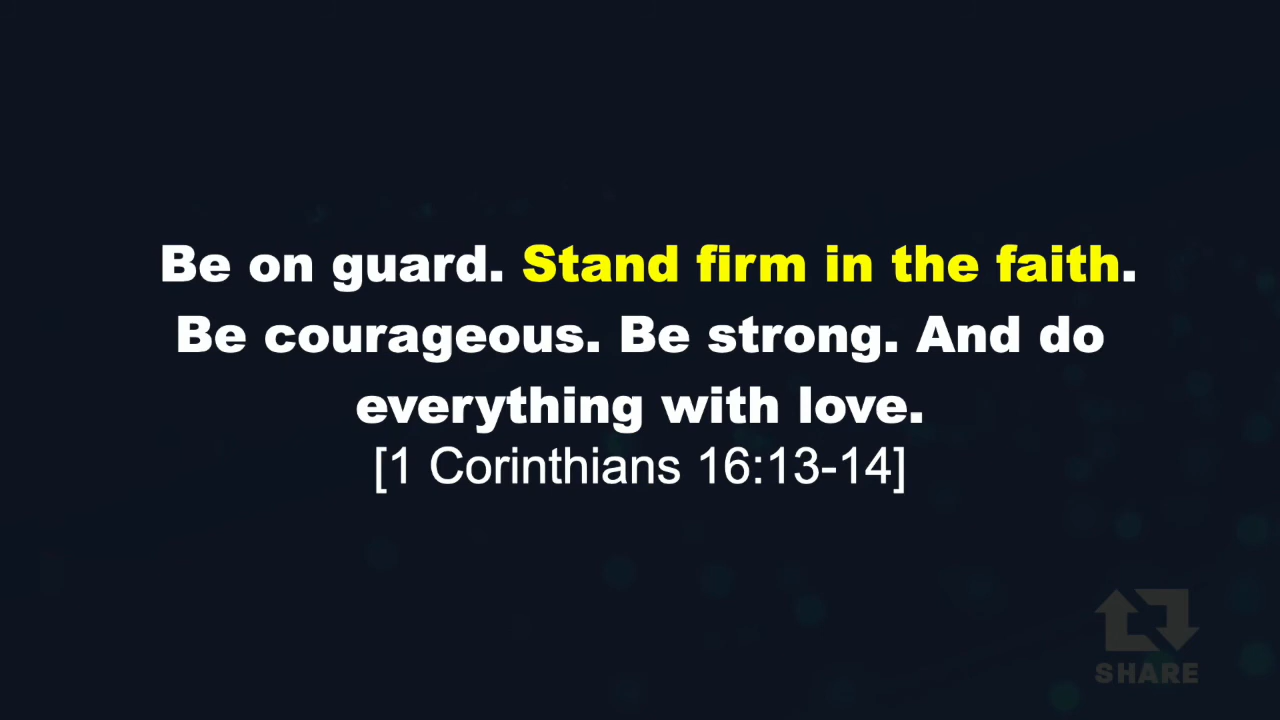 Be on guard. Stand firm in the faith.
Be courageous. Be strong. And do
everything with love.
[1 Corinthians 16:13-14]
SHARE